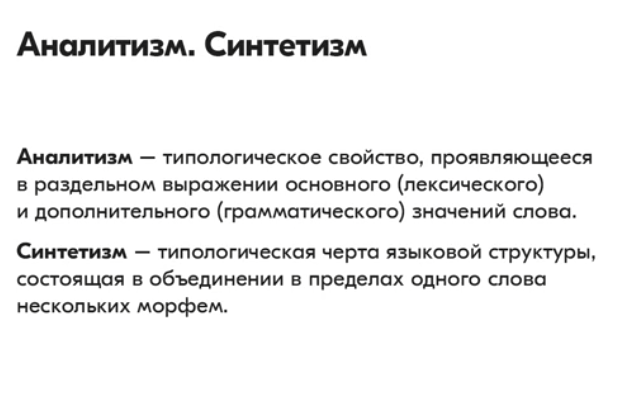 Аналитизм. Синтетизм
Аналитизм — типологическое свойство, проявляющееся
в раздельном выражении основного (лексического)
и дополнительного (грамматического) значений слова.
Синтетизм — типологическая черта языковой структуры,
состоящая в объединении в пределах одного слова
нескольких морфем.